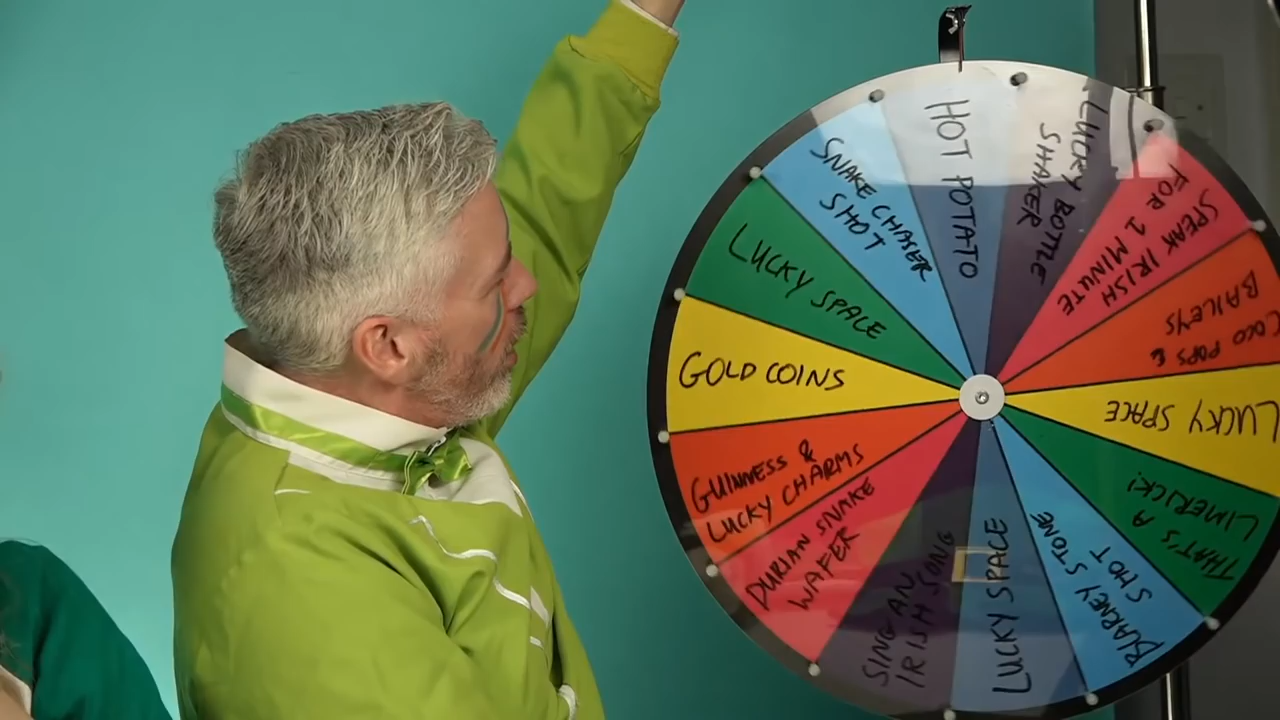 HOT POTATO
LUCKY BOTTLE
SHAKER
SPEAK IRISH
FOR 1 MINUTE
COCO POPS &
BAILEYS
LUCKY SPACE
THAT'S A
LIMERICK!
BLARNEY STONE
SHOT
LUCKY SPACE
SING AN
IRISH SONG
DURIAN SNAKE
WAFER
GUINNESS &
LUCKY CHARMS
GOLD COINS
LUCKY SPACE
SNAKE CHASER
SHOT